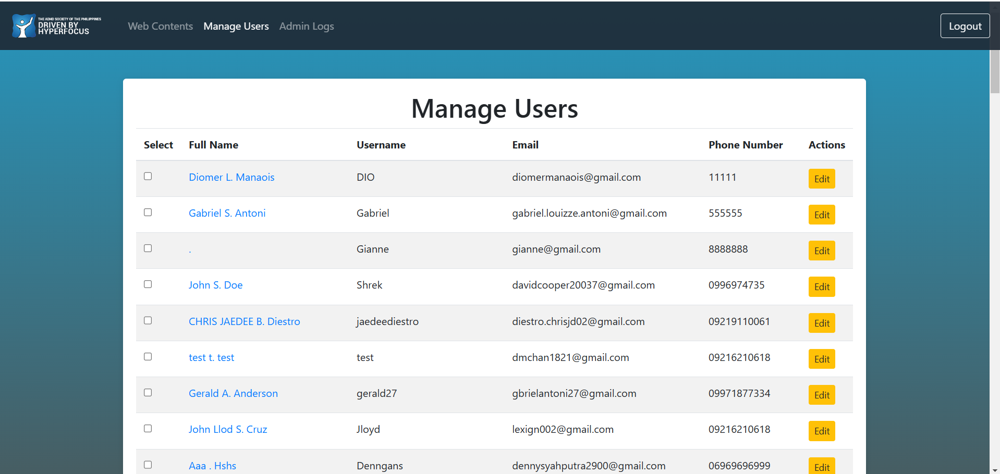 THE ADHD SOCIETY OF THE PHILIPPINES
DRIVEN BY
HYPERFOCUS
Web Contents Manage Users Admin Logs Logout
Manage Users
Select Full Name Username Email Phone Number Actions
Diomer L. Manaois DIO diomermanaois@gmail.com 11111 Edit
Gabriel S. Antoni Gabriel gabriel.louizze.antoni@gmail.com 555555 Edit
. Gianne gianne@gmail.com 8888888 Edit
John S. Doe Shrek davidcooper20037@gmail.com 0996974735 Edit
CHRIS JAEDEE B. Diestro jaedeediestro diestro.chrisjd02@gmail.com 09219110061 Edit
test t. test test dmchan1821@gmail.com 09216210618 Edit
Gerald A. Anderson gerald27 gbrielantoni27@gmail.com 09971877334 Edit
John Llod S. Cruz Jloyd lexign002@gmail.com 09216210618 Edit
Aaa . Hshs Denngans dennysyahputra2900@gmail.com 06969696999 Edit